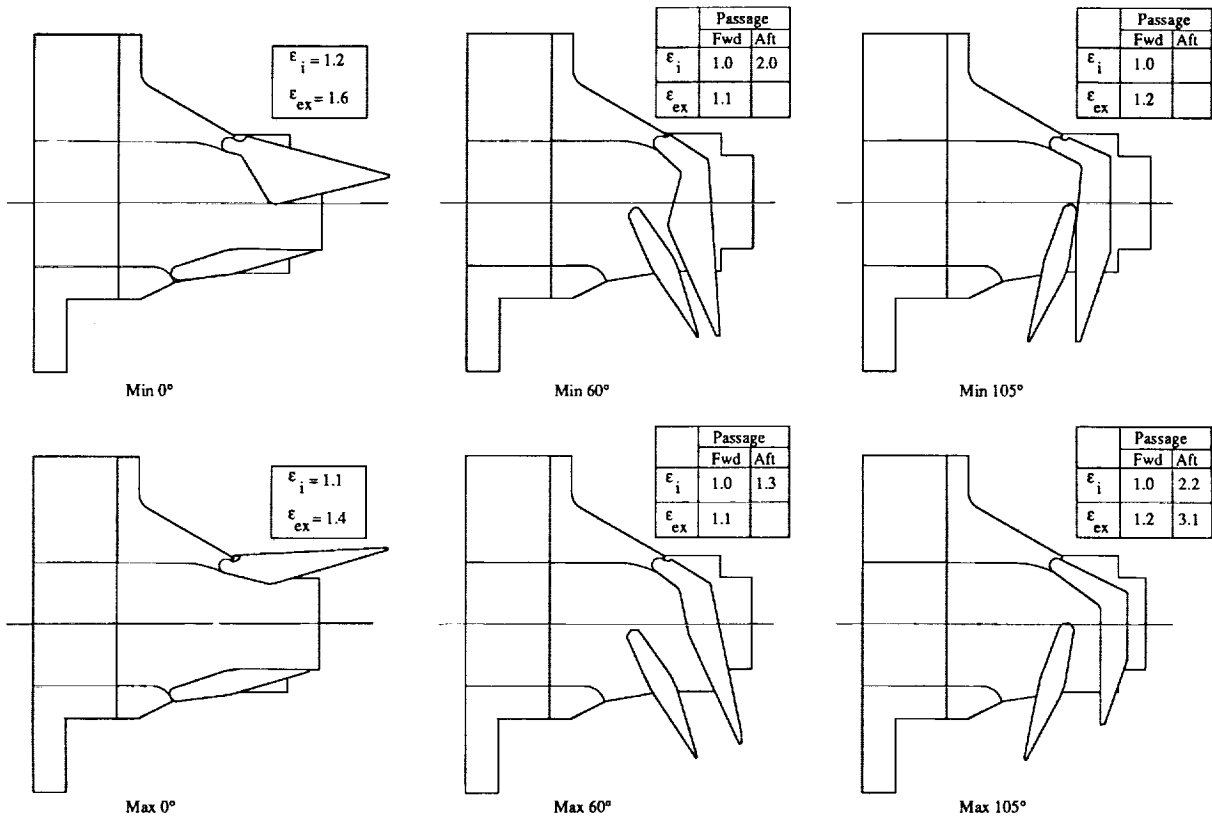 ε_i = 1.2
ε_ex = 1.6
Min 0°
Passage
Fwd Aft
ε_i 1.0 2.0
ε_ex 1.1
Min 60°
Passage
Fwd Aft
ε_i 1.0
ε_ex 1.2
Min 105°
ε_i = 1.1
ε_ex = 1.4
Max 0°
Passage
Fwd Aft
ε_i 1.0 1.3
ε_ex 1.1
Max 60°
Passage
Fwd Aft
ε_i 1.0 2.2
ε_ex 1.2 3.1
Max 105°